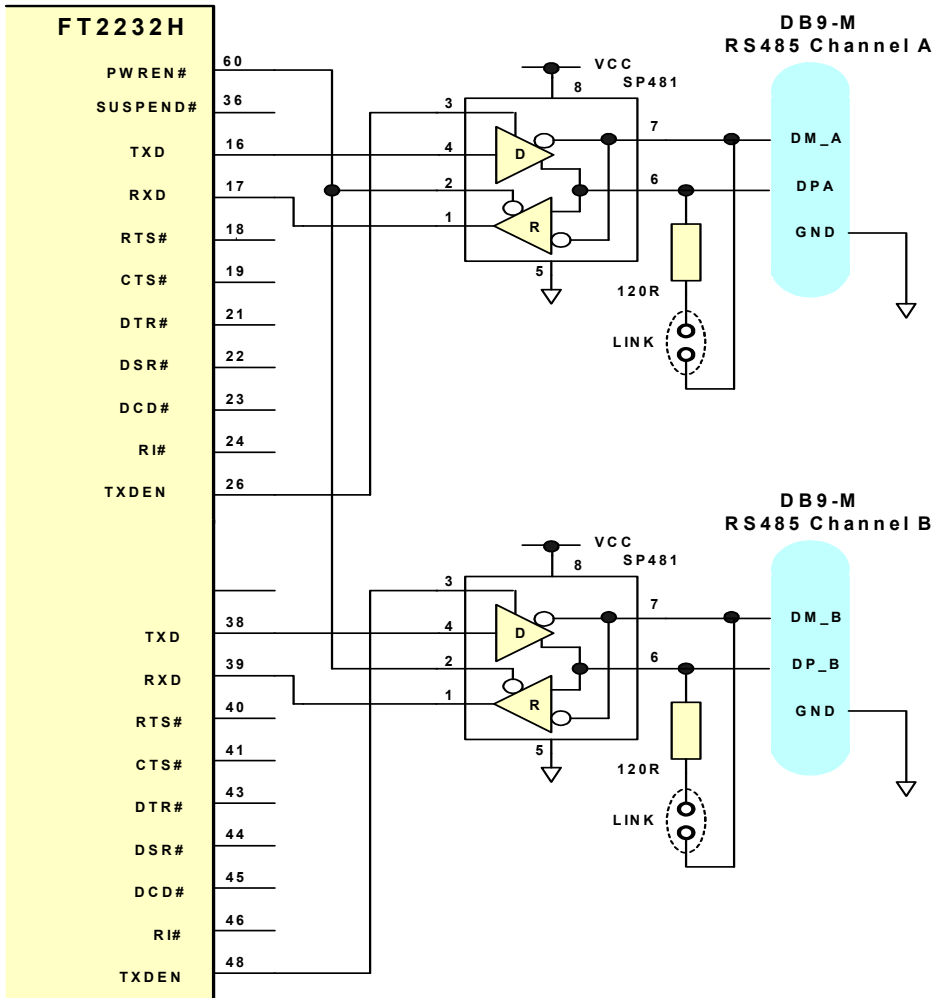 FT2232H
PWREN# 60
SUSPEND# 36
TXD 16
RXD 17
RTS# 18
CTS# 19
DTR# 21
DSR# 22
DCD# 23
RI# 24
TXDEN 26
TXD 38
RXD 39
RTS# 40
CTS# 41
DTR# 43
DSR# 44
DCD# 45
RI# 46
TXDEN 48
VCC
SP481
8
3
4
2
1
D
R
5
7
6
120R
LINK
DB9-M
RS485 Channel A
DM_A
DPA
GND
VCC
SP481
8
3
4
2
1
D
R
5
7
6
120R
LINK
DB9-M
RS485 Channel B
DM_B
DP_B
GND